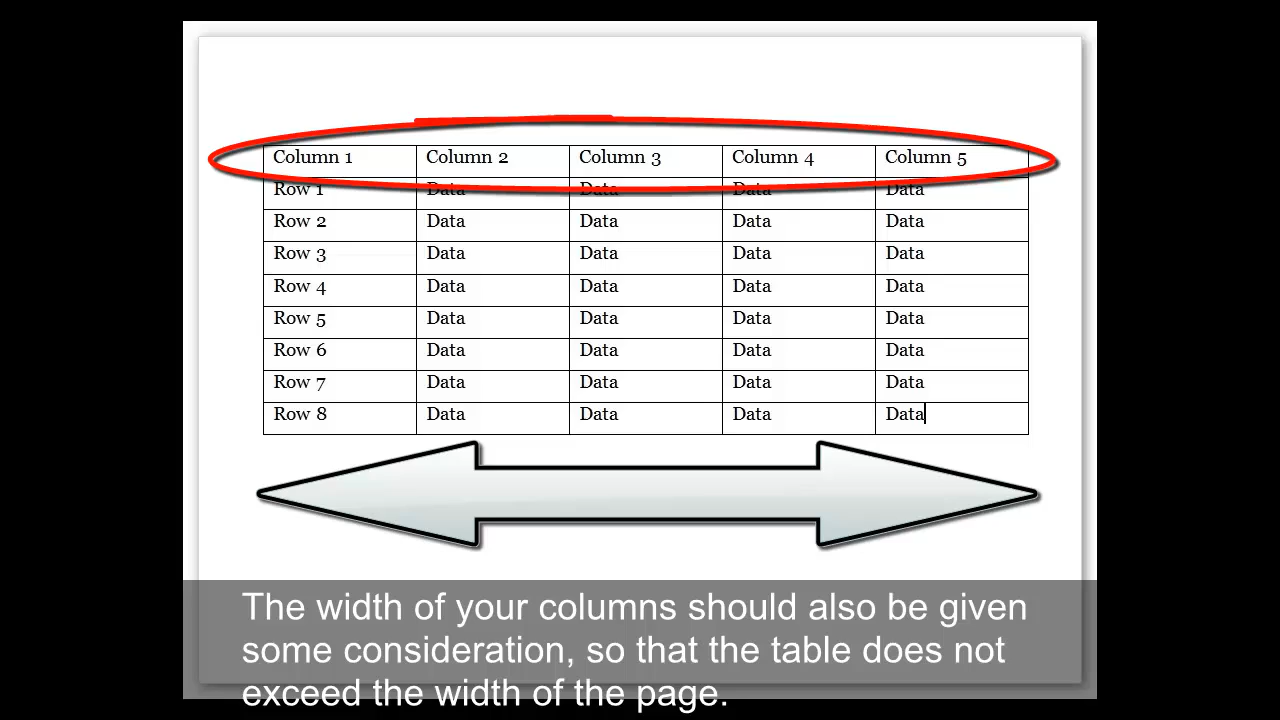 Column 1 Column 2 Column 3 Column 4 Column 5
Row 1 Data Data Data Data
Row 2 Data Data Data Data
Row 3 Data Data Data Data
Row 4 Data Data Data Data
Row 5 Data Data Data Data
Row 6 Data Data Data Data
Row 7 Data Data Data Data
Row 8 Data Data Data Data
The width of your columns should also be given
some consideration, so that the table does not
exceed the width of the page.